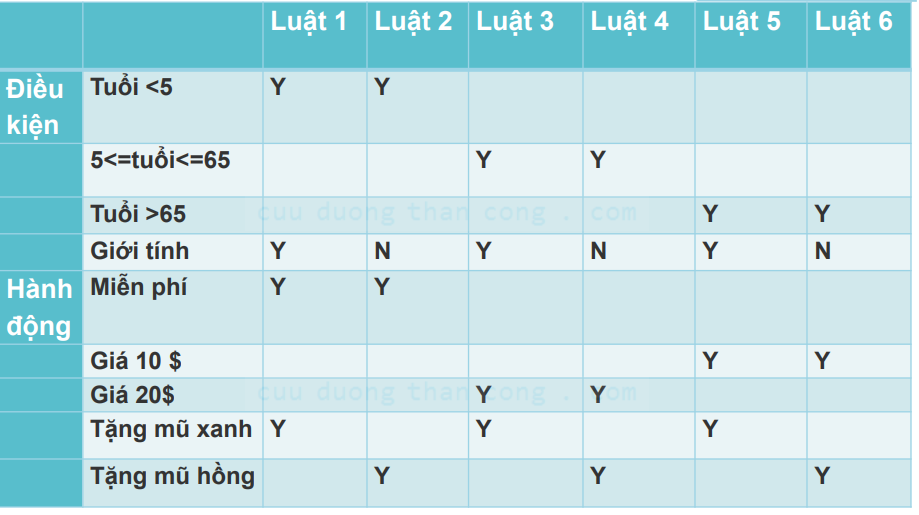 Luật 1 Luật 2 Luật 3 Luật 4 Luật 5 Luật 6
Điều kiện Tuổi <5 Y Y
5<=tuổi<=65 Y Y
cuu duong than cong . com
Tuổi >65 Y Y
Giới tính Y N Y N Y N
Hành động Miễn phí Y Y
Giá 10 $ Y Y
cuu duong than cong . com
Giá 20$ Y Y
Tặng mũ xanh Y Y Y
Tặng mũ hồng Y Y Y